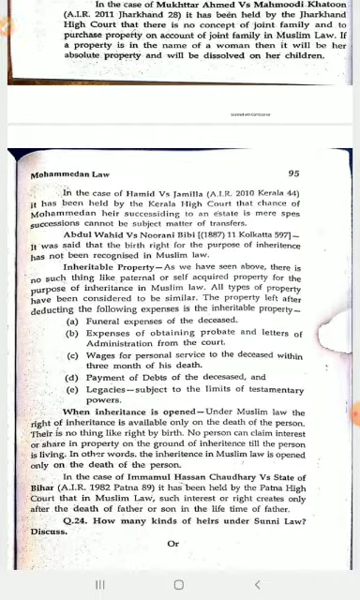 In the case of Mukhttar Ahmed Vs Mahmoodi Khatoon
(A.I.R. 2011 Jharkhand 28) it has been held by the Jharkhand
High Court that there is no concept of joint family and to
purchase property on account of joint family in Muslim Law. If
a property is in the name of a woman then it will be her
absolute property and will be dissolved on her children.
Mohammedan Law 95
In the case of Hamid Vs Jamilla (A.I.R. 2010 Kerala 44)
it has been held by the Kerala High Court that chance of
Mohammedan heir successiding to an estate is mere spes
successions cannot be subject matter of transfers.
Abdul Wahid Vs Noorani Bibi [(1887) 11 Kolkatta 597]—
It was said that the birth right for the purpose of inheritence
has not been recognised in Muslim law.
Inheritable Property—As we have seen above, there is
no such thing like paternal or self acquired property for the
purpose of inheritance in Muslim law. All types of property
have been considered to be similar. The property left after
deducting the following expenses is the inheritable property—
(a) Funeral expenses of the deceased.
(b) Expenses of obtaining probate and letters of
Administration from the court.
(c) Wages for personal service to the deceased within
three month of his death.
(d) Payment of Debts of the decesased, and
(e) Legacies—subject to the limits of testamentary
powers.
When inheritance is opened—Under Muslim law the
right of inheritance is available only on the death of the person.
Their is no thing like right by birth. No person can claim interest
or share in property on the ground of inheritance till the person
is living. In other words, the inheritance in Muslim law is opened
only on the death of the person.
In the case of Immamul Hassan Chaudhary Vs State of
Bihar (A.I.R. 1982 Patna 89) it has been held by the Patna High
Court that in Muslim Law, such interest or right creates only
after the death of father or son in the life time of father.
Q.24. How many kinds of heirs under Sunni Law?
Discuss.
Or